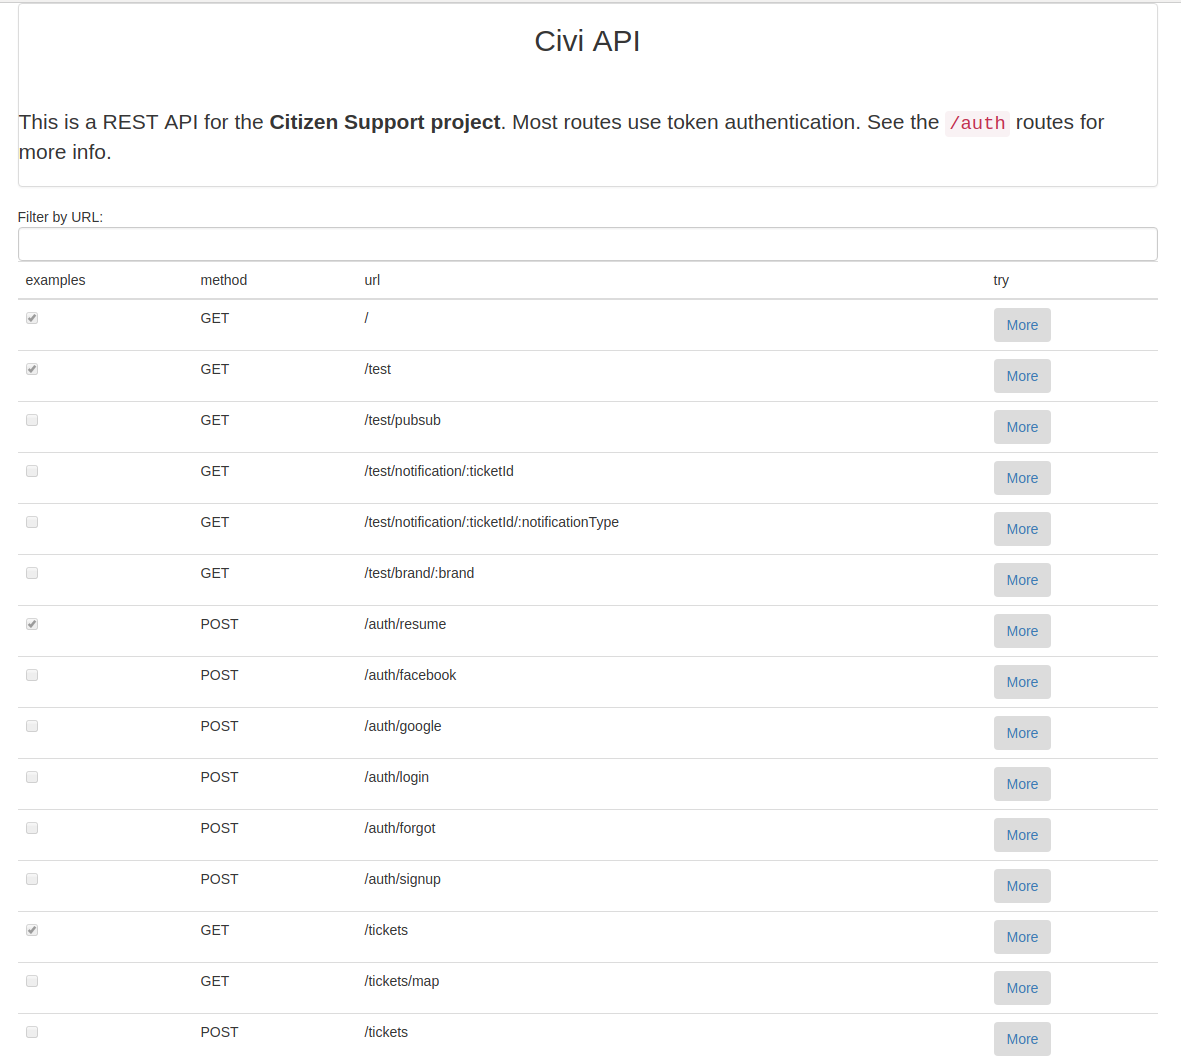 Civi API
This is a REST API for the Citizen Support project. Most routes use token authentication. See the /auth routes for
more info.
Filter by URL:
examples method url try
GET / More
GET /test More
GET /test/pubsub More
GET /test/notification/:ticketId More
GET /test/notification/:ticketId/:notificationType More
GET /test/brand/:brand More
POST /auth/resume More
POST /auth/facebook More
POST /auth/google More
POST /auth/login More
POST /auth/forgot More
POST /auth/signup More
GET /tickets More
GET /tickets/map More
POST /tickets More